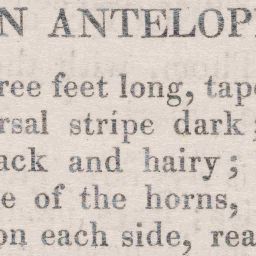 N ANTELOP
ree feet long, tap
rsal stripe dark;
ack and hairy;
e of the horns,
on each side, rea